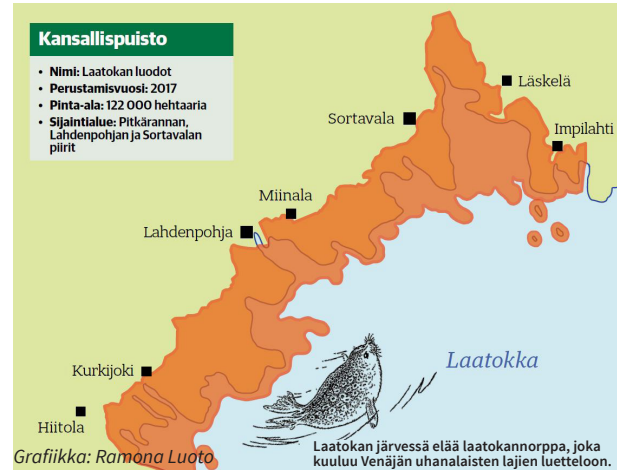 Kansallispuisto
• Nimi: Laatokan luodot
• Perustamisvuosi: 2017
• Pinta-ala: 122 000 hehtaaria
• Sijaintialue: Pitkärannan,
Lahdenpohjan ja Sortavalan
piirit
Läskelä
Sortavala
Impilahti
Miinala
Lahdenpohja
Laatokka
Kurkijoki
Hiitola
Grafiikka: Ramona Luoto
Laatokan järvessä elää laatokannorppa, joka
kuuluu Venäjän uhanalaisten lajien luetteloon.